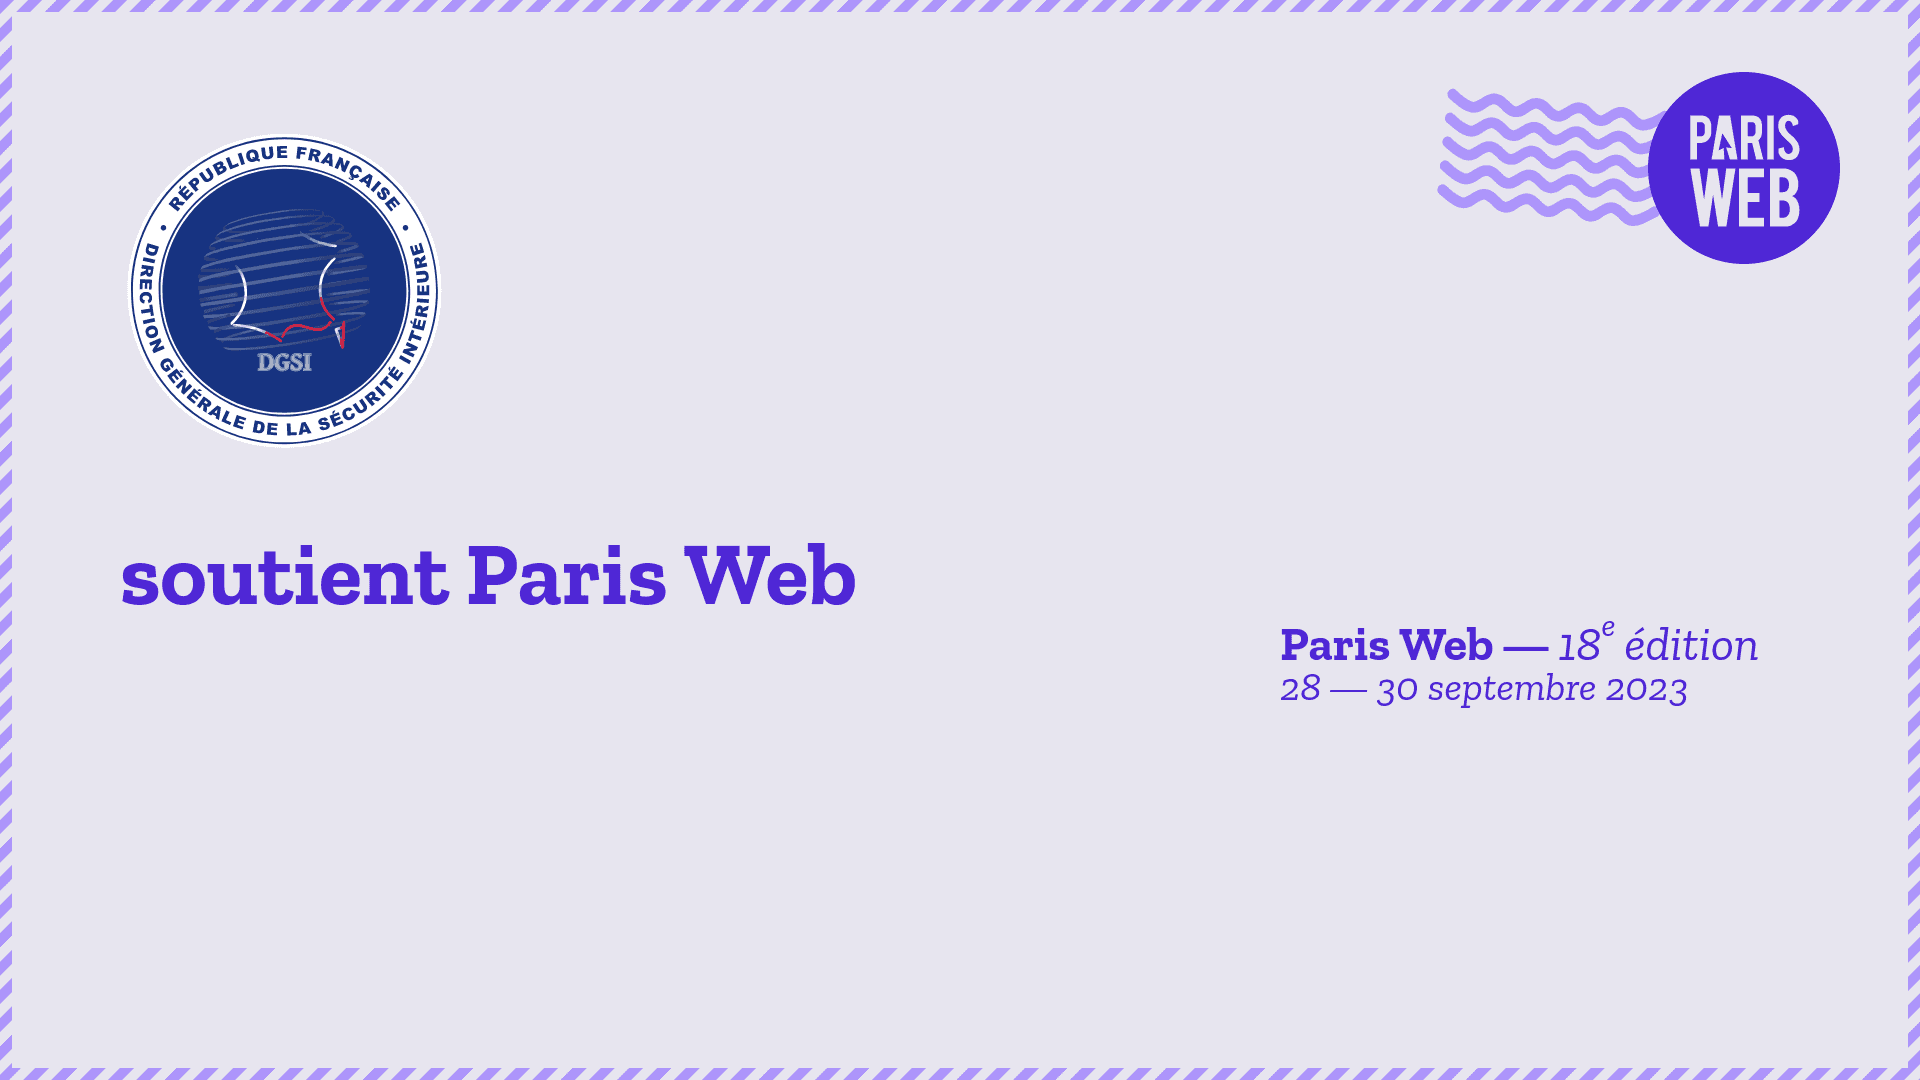 RÉPUBLIQUE FRANÇAISE
DIRECTION GÉNÉRALE DE LA SÉCURITÉ INTÉRIEURE
DGSI
PARIS
WEB
soutient Paris Web
Paris Web — 18e édition
28 — 30 septembre 2023